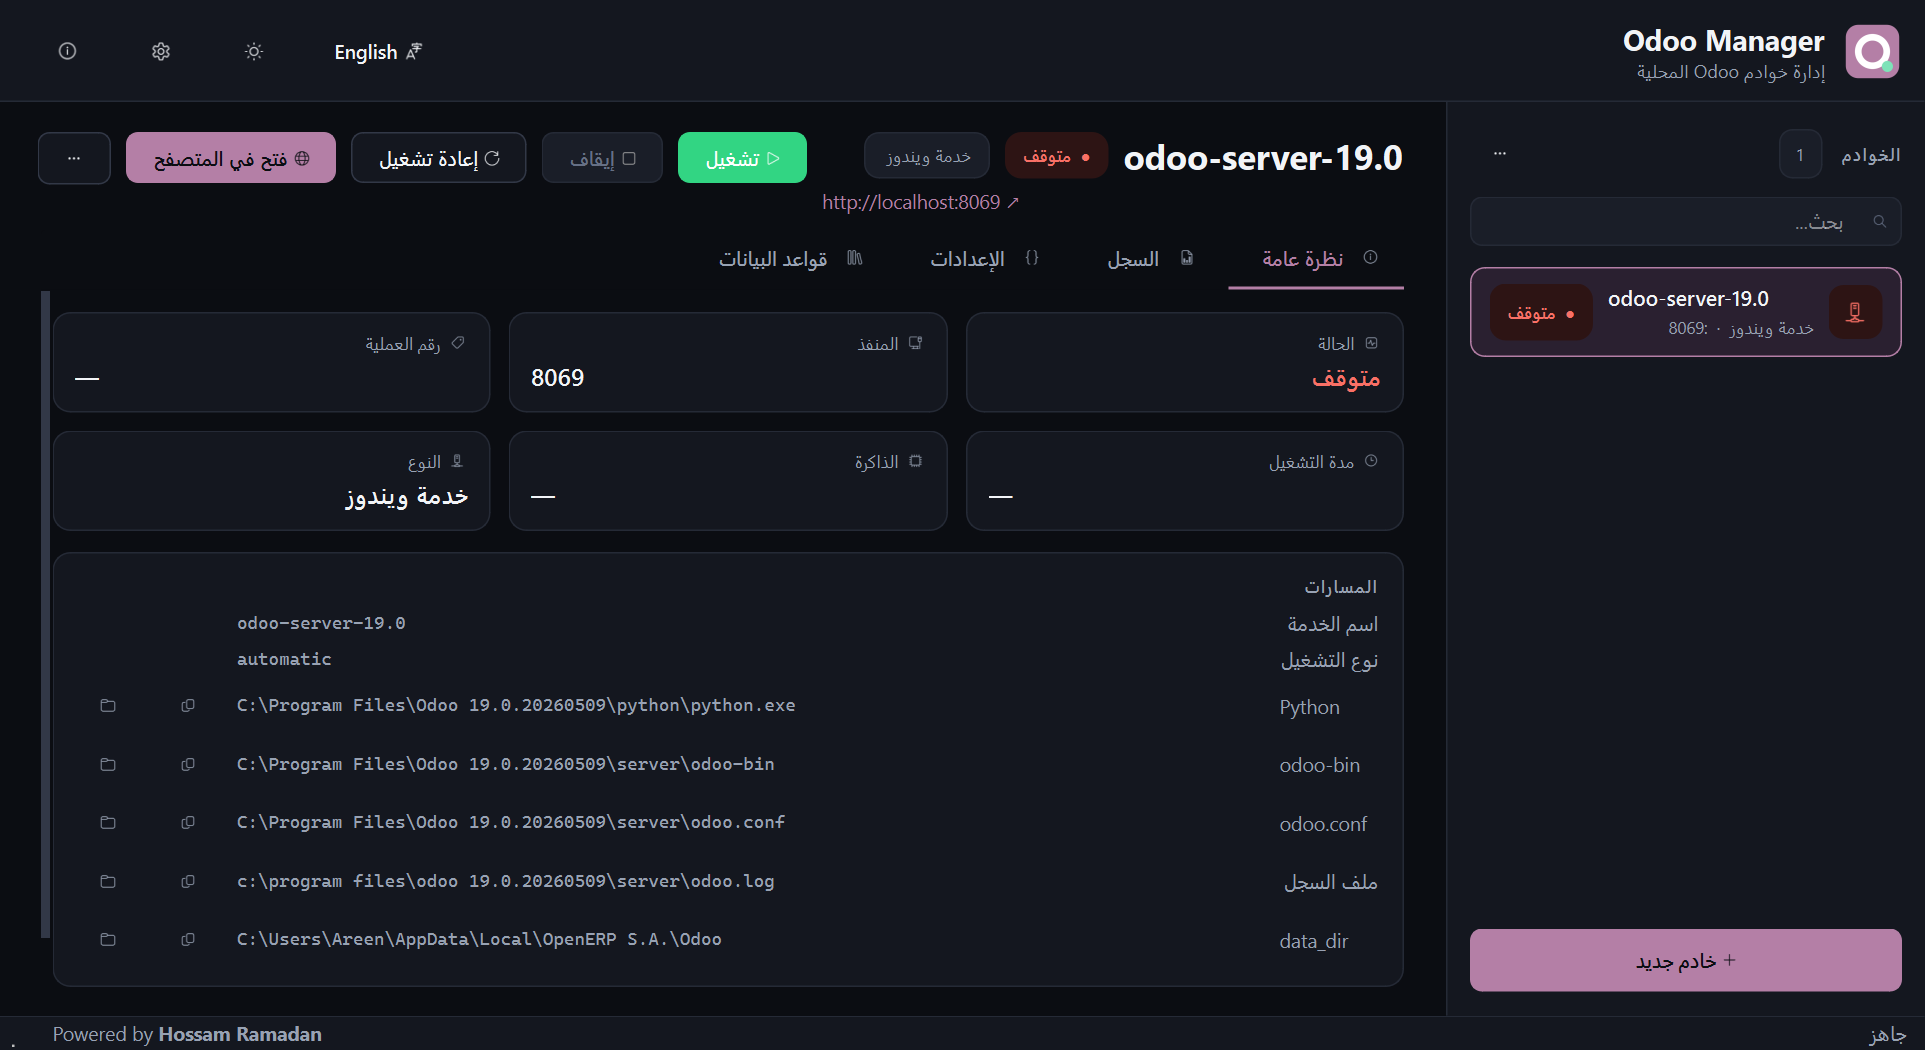 Odoo Manager
إدارة خوادم Odoo المحلية
English
الخوادم
1
...
بحث...
odoo-server-19.0
خدمة ويندوز · :8069
متوقف
+ خادم جديد
odoo-server-19.0
متوقف
خدمة ويندوز
تشغيل
إيقاف
إعادة تشغيل
فتح في المتصفح
...
http://localhost:8069 ↗
نظرة عامة
السجل
{} الإعدادات
قواعد البيانات
الحالة
متوقف
المنفذ
8069
رقم العملية
—
مدة التشغيل
—
الذاكرة
—
النوع
خدمة ويندوز
المسارات
اسم الخدمة odoo-server-19.0
نوع التشغيل automatic
Python C:\Program Files\Odoo 19.0.20260509\python\python.exe
odoo-bin C:\Program Files\Odoo 19.0.20260509\server\odoo-bin
odoo.conf C:\Program Files\Odoo 19.0.20260509\server\odoo.conf
ملف السجل c:\program files\odoo 19.0.20260509\server\odoo.log
data_dir C:\Users\Areen\AppData\Local\OpenERP S.A.\Odoo
جاهز
Powered by Hossam Ramadan